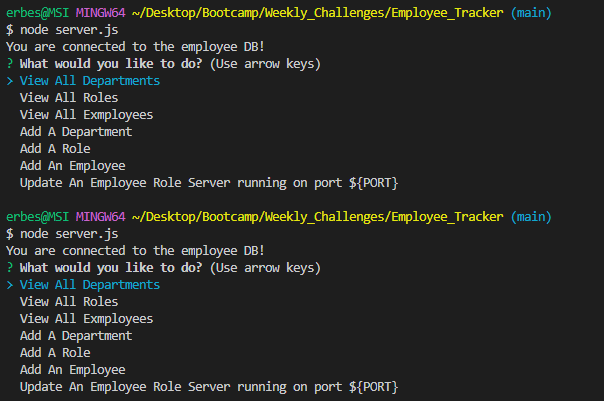 erbes@MSI MINGW64 ~/Desktop/Bootcamp/Weekly_Challenges/Employee_Tracker (main)
$ node server.js
You are connected to the employee DB!
? What would you like to do? (Use arrow keys)
> View All Departments
View All Roles
View All Exmployees
Add A Department
Add A Role
Add An Employee
Update An Employee Role Server running on port ${PORT}
erbes@MSI MINGW64 ~/Desktop/Bootcamp/Weekly_Challenges/Employee_Tracker (main)
$ node server.js
You are connected to the employee DB!
? What would you like to do? (Use arrow keys)
> View All Departments
View All Roles
View All Exmployees
Add A Department
Add A Role
Add An Employee
Update An Employee Role Server running on port ${PORT}